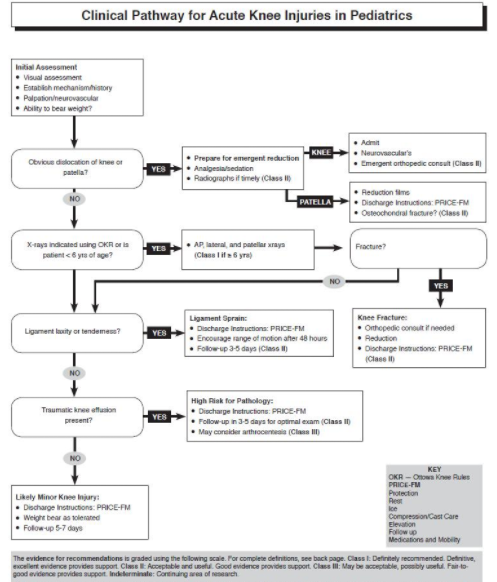 Clinical Pathway for Acute Knee Injuries in Pediatrics
Initial Assessment
• Visual assessment
• Establish mechanism/history
• Palpation/neurovascular
• Ability to bear weight?
Obvious dislocation of knee or
patella?
YES
• Prepare for emergent reduction
• Analgesia/sedation
• Radiographs if timely (Class II)
KNEE
• Admit
• Neurovascular's
• Emergent orthopedic consult (Class II)
PATELLA
• Reduction films
• Discharge Instructions: PRICE-FM
• Osteochondral fracture? (Class II)
NO
X-rays indicated using OKR or is
patient < 6 yrs of age?
YES
• AP, lateral, and patellar xrays
(Class I if ≥ 6 yrs)
Fracture?
NO
YES
Ligament laxity or tenderness?
YES
Ligament Sprain:
• Discharge Instructions: PRICE-FM
• Encourage range of motion after 48 hours
• Follow-up 3-5 days (Class II)
Knee Fracture:
• Orthopedic consult if needed
• Reduction
• Discharge Instructions: PRICE-FM
(Class II)
NO
Traumatic knee effusion
present?
YES
High Risk for Pathology:
• Discharge Instructions: PRICE-FM
• Follow-up in 3-5 days for optimal exam (Class II)
• May consider arthrocentesis (Class III)
NO
Likely Minor Knee Injury:
• Discharge Instructions: PRICE-FM
• Weight bear as tolerated
• Follow-up 5-7 days
KEY
OKR — Ottowa Knee Rules
PRICE-FM
Protection
Rest
Ice
Compression/Cast Care
Elevation
Follow up
Medications and Mobility
The evidence for recommendations is graded using the following scale. For complete definitions, see back page. Class I: Definitely recommended. Definitive,
excellent evidence provides support. Class II: Acceptable and useful. Good evidence provides support. Class III: May be acceptable, possibly useful. Fair-to-
good evidence provides support. Indeterminate: Continuing area of research.